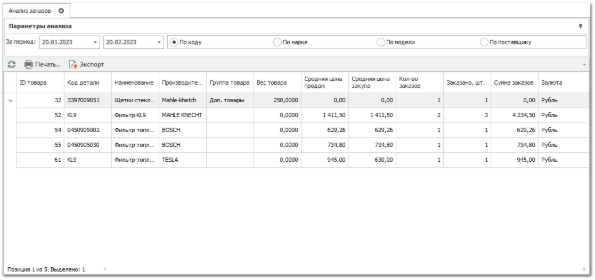 Анализ заказов
Параметры анализа
За период: 20.01.2023 20.02.2023 По коду По марке По модели По поставщику
Печать... Экспорт
ID товара Код детали Наименование Производите... Группа товара Вес товара Средняя цена продаж Средняя цена закупа Кол-во заказов Заказано, шт. Сумма заказов Валюта
32 3397009051 Щетки стекл... Mahle-khetch Доп. товары 250,0000 0,00 0,00 1 1 0,00 Рубль
52 KL9 Фильтр KL9 MAHLE KNECHT 0,0000 1 411,50 1 411,50 2 3 4 234,50 Рубль
54 0450905002 Фильтр топл... BOSCH 0,0000 629,26 629,26 1 1 629,26 Рубль
55 0450905030 Фильтр топл... BOSCH 0,0000 734,80 734,80 1 1 734,80 Рубль
61 KL9 Фильтр топл... TESLA 0,0000 945,00 630,00 1 1 945,00 Рубль
Позиция 1 из 5. Выделено: 1